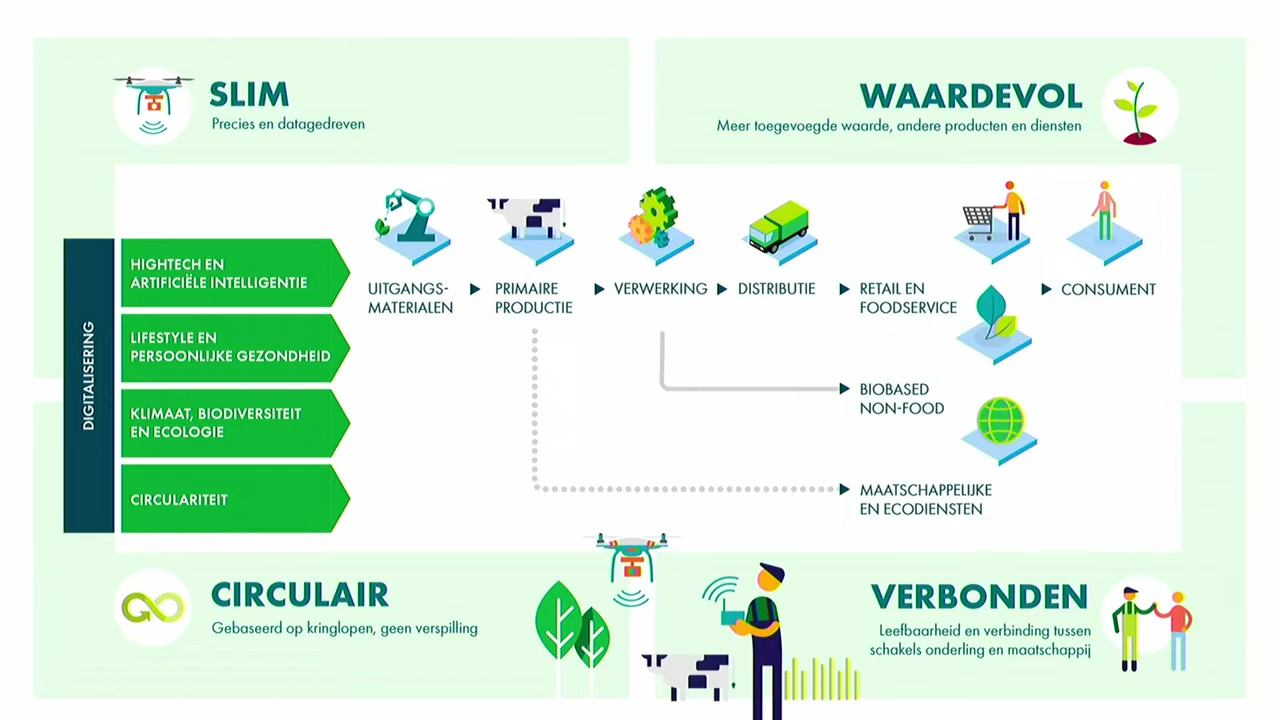 SLIM
Precies en datagedreven
WAARDEVOL
Meer toegevoegde waarde, andere producten en diensten
DIGITALISERING
HIGHTECH EN
ARTIFICIËLE INTELLIGENTIE
LIFESTYLE EN
PERSOONLIJKE GEZONDHEID
KLIMAAT, BIODIVERSITEIT
EN ECOLOGIE
CIRCULARITEIT
UITGANGS-
MATERIALEN
PRIMAIRE
PRODUCTIE
VERWERKING
DISTRIBUTIE
RETAIL EN
FOODSERVICE
CONSUMENT
BIOBASED
NON-FOOD
MAATSCHAPPELIJKE
EN ECODIENSTEN
CIRCULAIR
Gebaseerd op kringlopen, geen verspilling
VERBONDEN
Leefbaarheid en verbinding tussen
schakels onderling en maatschappij